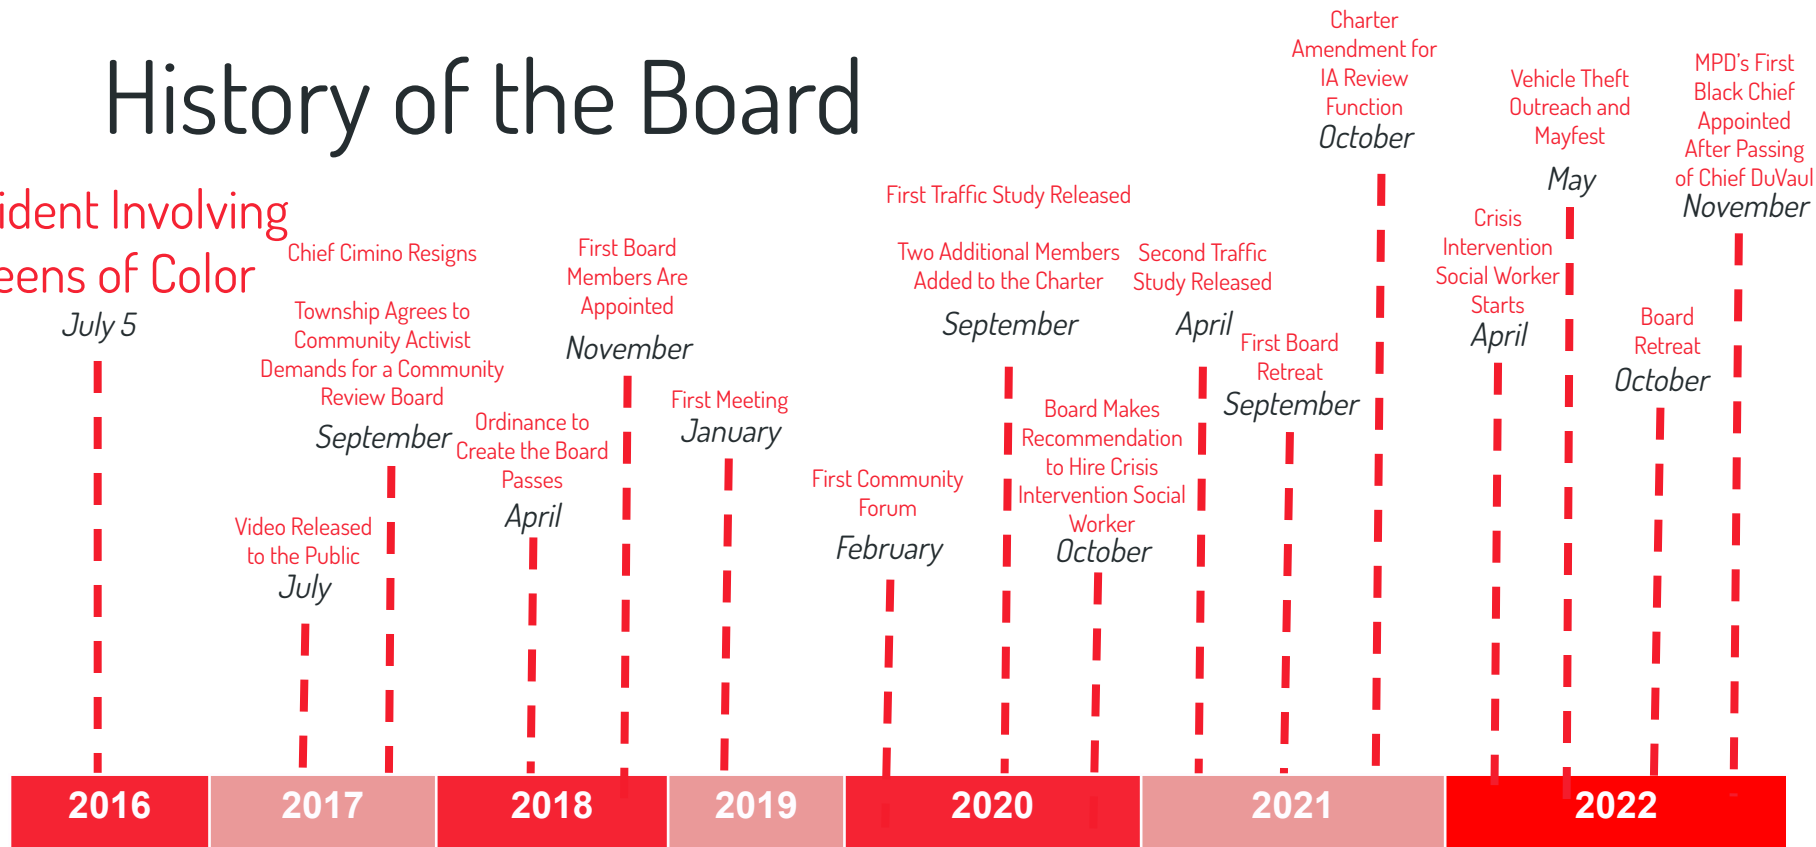 History of the Board
ident Involving
eens of Color
July 5
Video Released
to the Public
July
Chief Cimino Resigns
Township Agrees to
Community Activist
Demands for a Community
Review Board
September
Ordinance to
Create the Board
Passes
April
First Board
Members Are
Appointed
November
First Meeting
January
First Community
Forum
February
First Traffic Study Released
Two Additional Members
Added to the Charter
September
Board Makes
Recommendation
to Hire Crisis
Intervention Social
Worker
October
Second Traffic
Study Released
April
First Board
Retreat
September
Charter
Amendment for
IA Review
Function
October
Crisis
Intervention
Social Worker
Starts
April
Vehicle Theft
Outreach and
Mayfest
May
Board
Retreat
October
MPD's First
Black Chief
Appointed
After Passing
of Chief DuVaul
November
2016
2017
2018
2019
2020
2021
2022